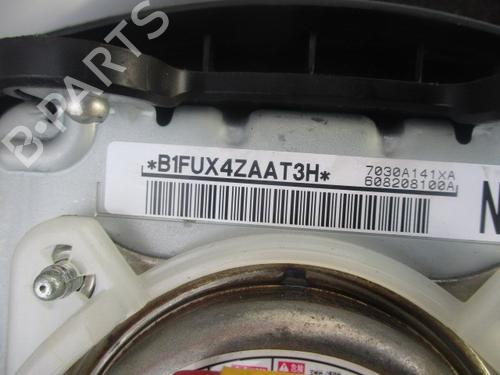 B-PARTS
*B1FUX4ZAAT3H*
7030A141XA
608208100A
N